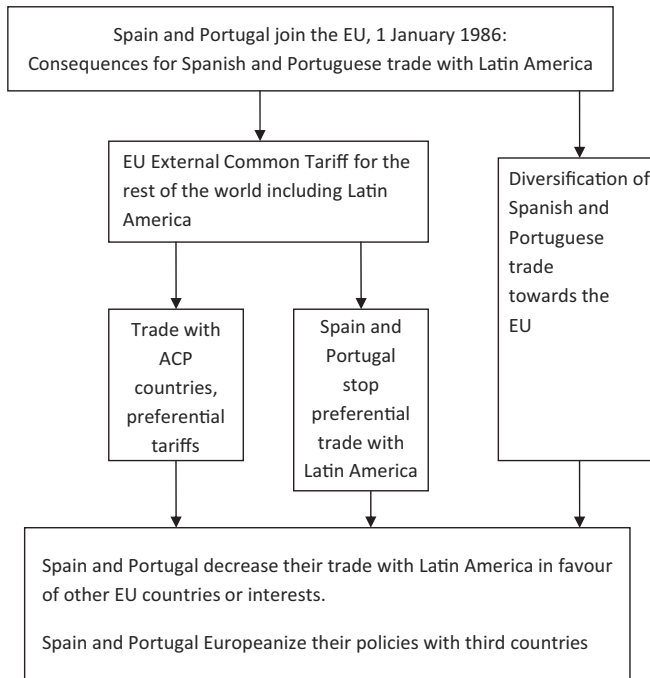 Spain and Portugal join the EU, 1 January 1986:
Consequences for Spanish and Portuguese trade with Latin America
EU External Common Tariff for the
rest of the world including Latin
America
Diversification of
Spanish and
Portuguese
trade
towards the
EU
Trade with
ACP
countries,
preferential
tariffs
Spain and
Portugal
stop
preferential
trade with
Latin America
Spain and Portugal decrease their trade with Latin America in favour
of other EU countries or interests.
Spain and Portugal Europeanize their policies with third countries